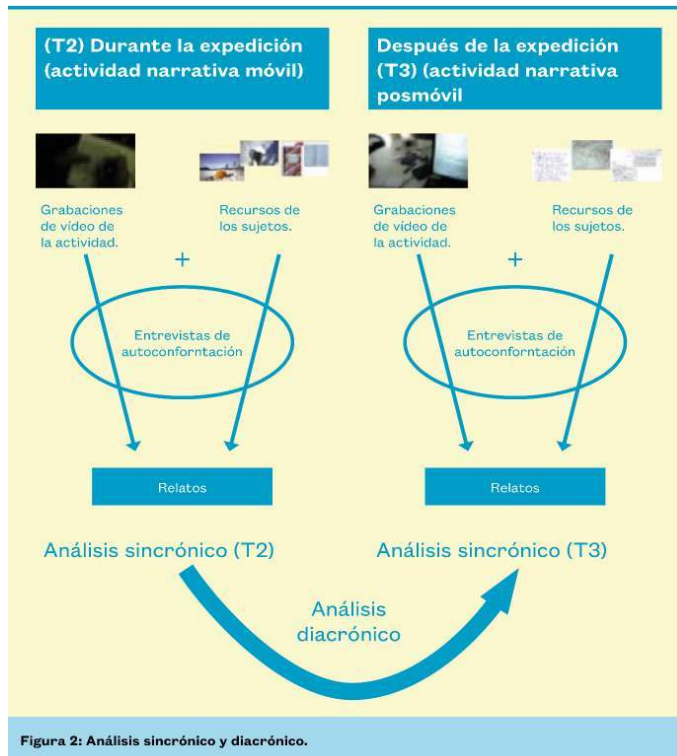 (T2) Durante la expedición
(actividad narrativa móvil)
Después de la expedición
(T3) (actividad narrativa
posmóvil
Grabaciones
de vídeo de
la actividad.
Recursos de
los sujetos.
Grabaciones
de vídeo de
la actividad.
Recursos de
los sujetos.
+
+
Entrevistas de
autoconforntación
Entrevistas de
autoconforntación
Relatos
Relatos
Análisis sincrónico (T2)
Análisis sincrónico (T3)
Análisis
diacrónico
Figura 2: Análisis sincrónico y diacrónico.